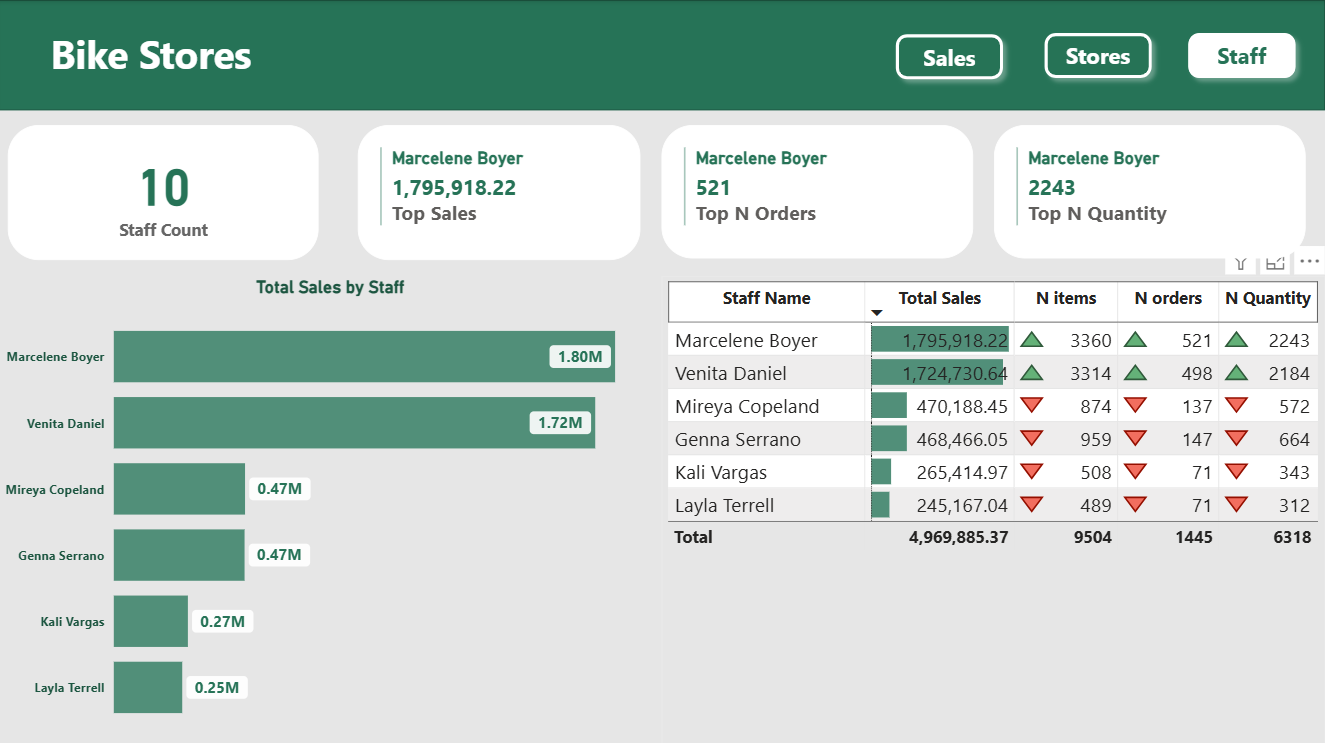 Bike Stores
Sales
Stores
Staff
10
Staff Count
Marcelene Boyer
1,795,918.22
Top Sales
Marcelene Boyer
521
Top N Orders
Marcelene Boyer
2243
Top N Quantity
Total Sales by Staff
Marcelene Boyer 1.80M
Venita Daniel 1.72M
Mireya Copeland 0.47M
Genna Serrano 0.47M
Kali Vargas 0.27M
Layla Terrell 0.25M
Staff Name Total Sales N items N orders N Quantity
Marcelene Boyer 1,795,918.22 3360 521 2243
Venita Daniel 1,724,730.64 3314 498 2184
Mireya Copeland 470,188.45 874 137 572
Genna Serrano 468,466.05 959 147 664
Kali Vargas 265,414.97 508 71 343
Layla Terrell 245,167.04 489 71 312
Total 4,969,885.37 9504 1445 6318